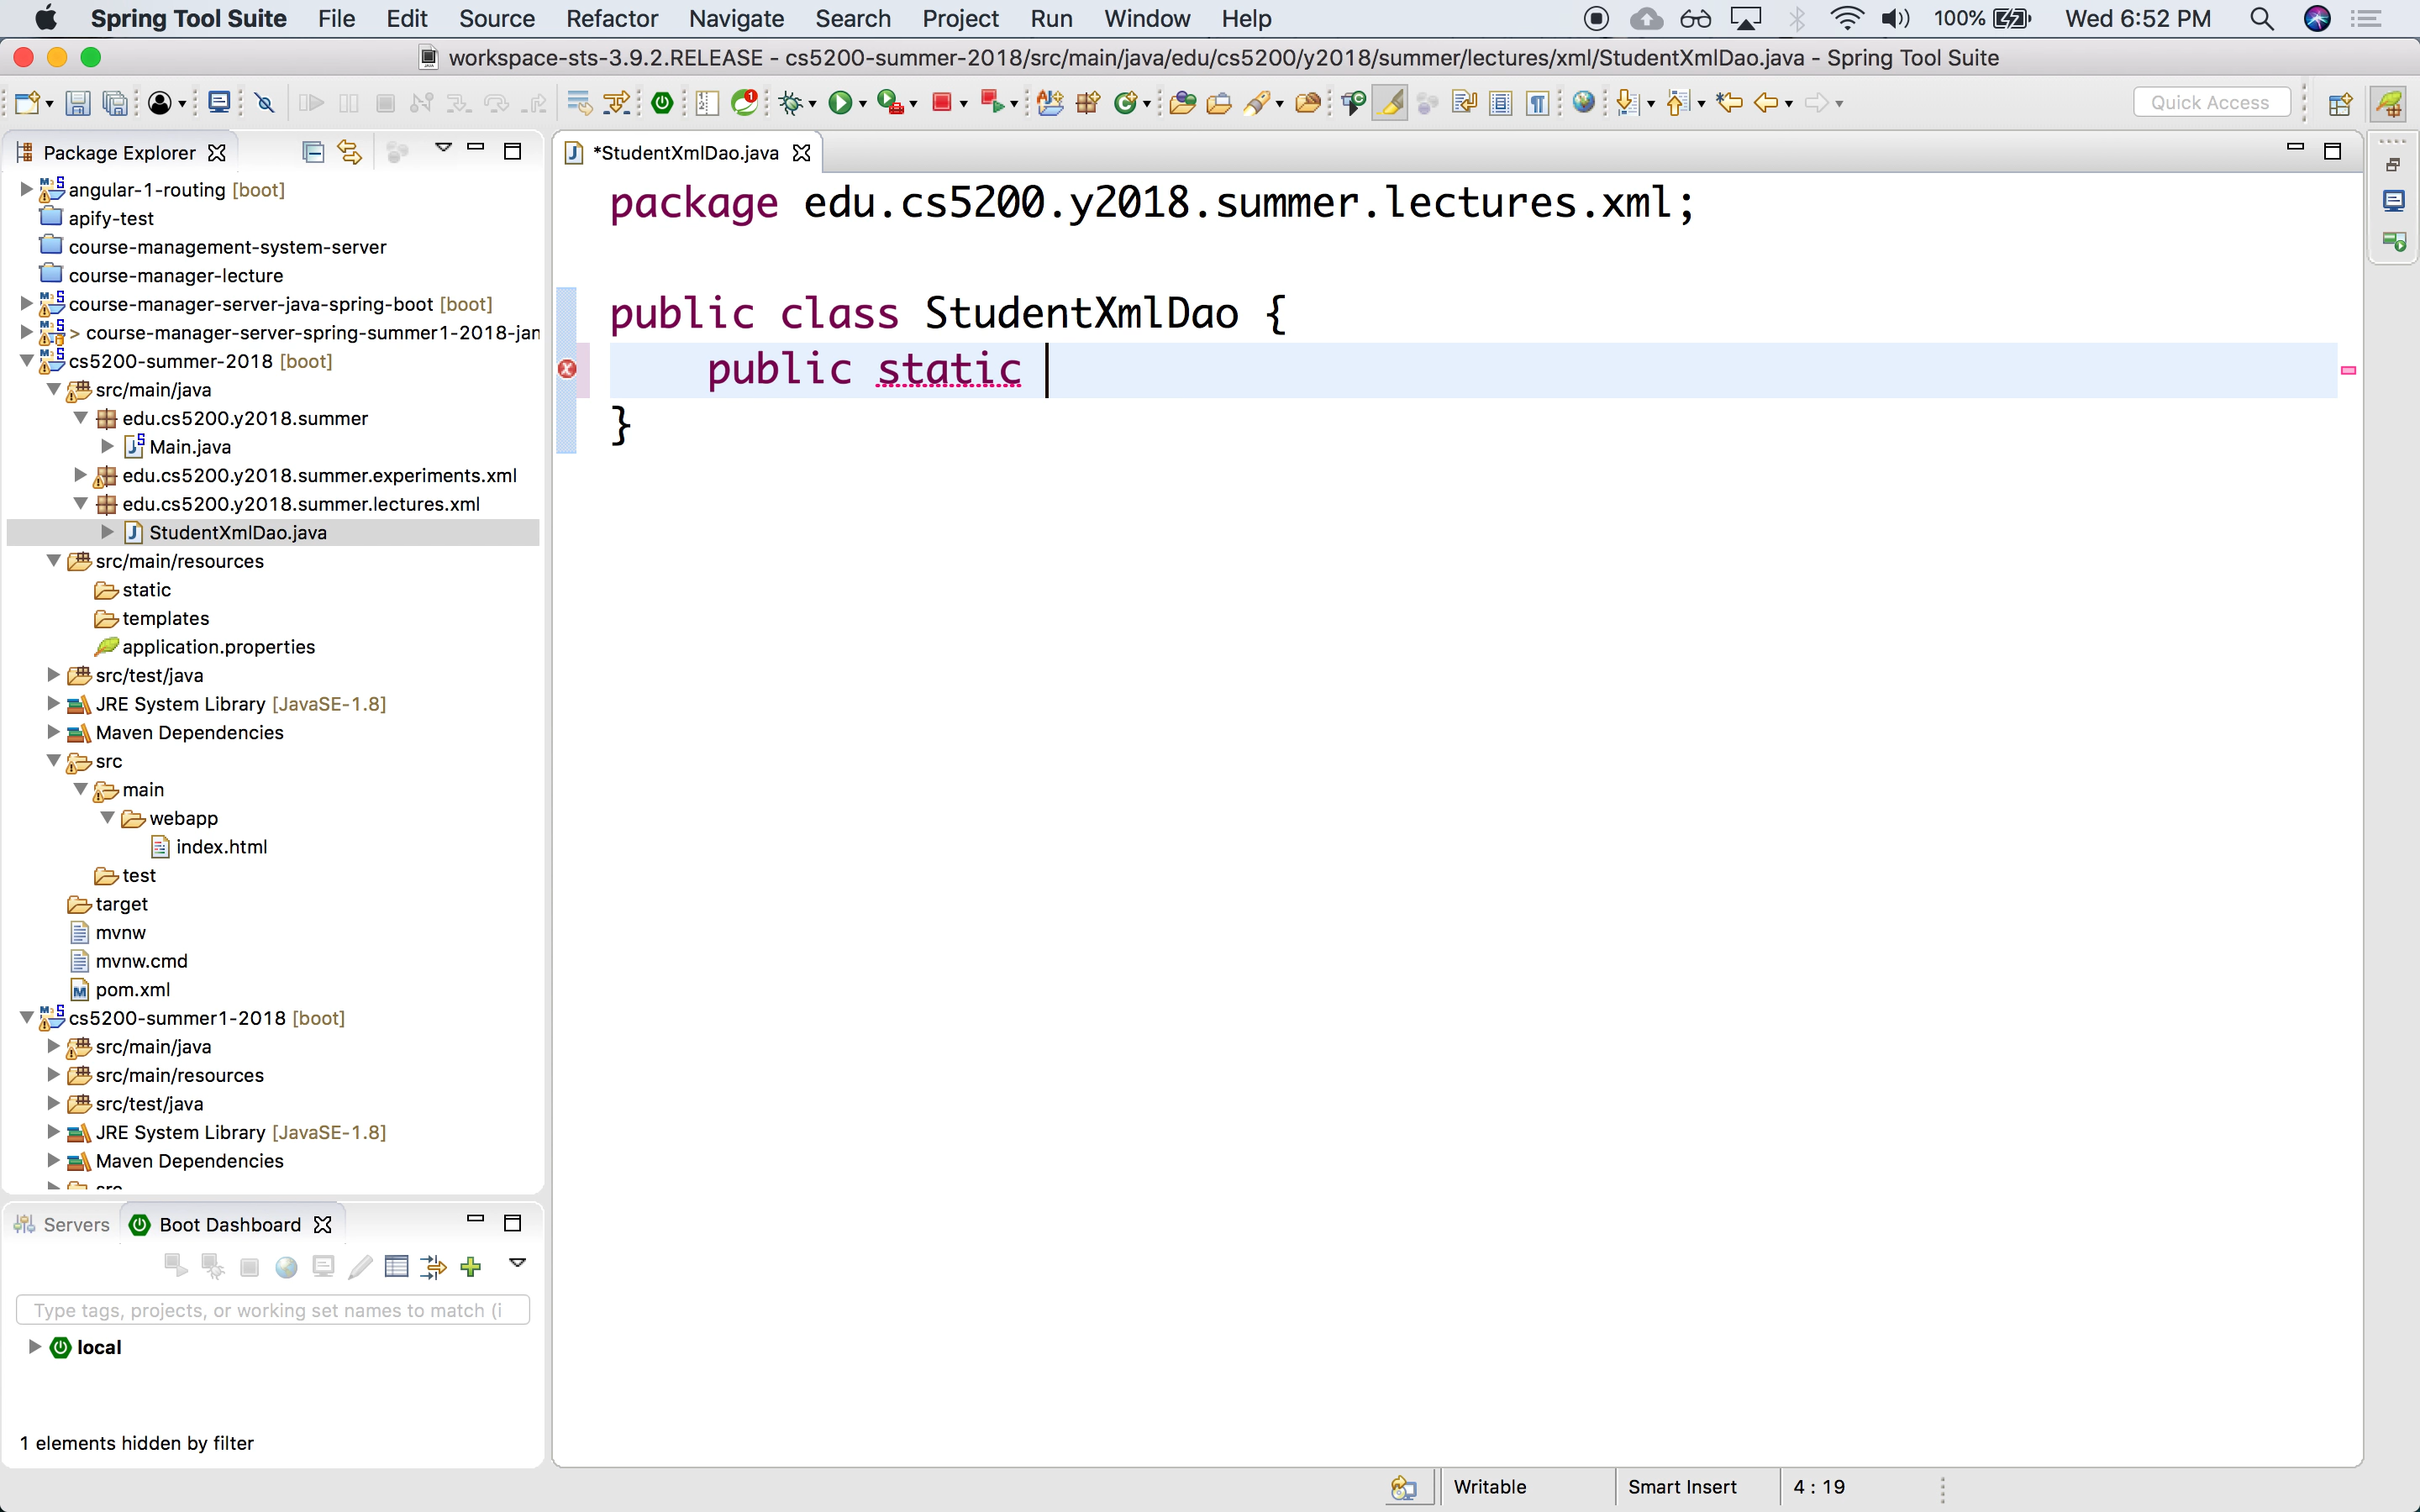 Spring Tool Suite File Edit Source Refactor Navigate Search Project Run Window Help 100% Wed 6:52 PM
workspace-sts-3.9.2.RELEASE - cs5200-summer-2018/src/main/java/edu/cs5200/y2018/summer/lectures/xml/StudentXmlDao.java - Spring Tool Suite
Quick Access
Package Explorer
*StudentXmlDao.java
angular-1-routing [boot]
apify-test
course-management-system-server
course-manager-lecture
course-manager-server-java-spring-boot [boot]
> course-manager-server-spring-summer1-2018-jan
cs5200-summer-2018 [boot]
src/main/java
edu.cs5200.y2018.summer
Main.java
edu.cs5200.y2018.summer.experiments.xml
edu.cs5200.y2018.summer.lectures.xml
StudentXmlDao.java
src/main/resources
static
templates
application.properties
src/test/java
JRE System Library [JavaSE-1.8]
Maven Dependencies
src
main
webapp
index.html
test
target
mvnw
mvnw.cmd
pom.xml
cs5200-summer1-2018 [boot]
src/main/java
src/main/resources
src/test/java
JRE System Library [JavaSE-1.8]
Maven Dependencies
src
package edu.cs5200.y2018.summer.lectures.xml;
public class StudentXmlDao {
public static
}
Servers Boot Dashboard
Type tags, projects, or working set names to match (i
local
1 elements hidden by filter
Writable Smart Insert 4 : 19